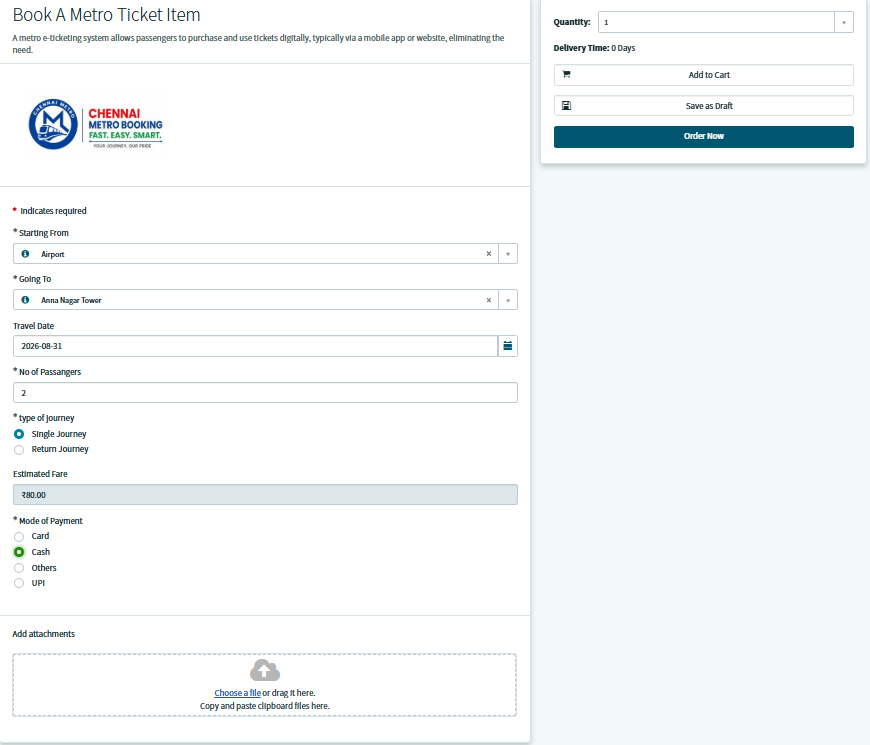 Book A Metro Ticket Item
A metro e-ticketing system allows passengers to purchase and use tickets digitally, typically via a mobile app or website, eliminating the
need.
CHENNAI METRO
CHENNAI
METRO BOOKING
FAST. EASY. SMART.
YOUR JOURNEY, OUR PRIDE
* Indicates required
* Starting From
Airport
* Going To
Anna Nagar Tower
Travel Date
2026-08-31
* No of Passangers
2
* type of Journey
Single Journey
Return Journey
Estimated Fare
₹80.00
* Mode of Payment
Card
Cash
Others
UPI
Add attachments
Choose a file or drag it here.
Copy and paste clipboard files here.
Quantity: 1
Delivery Time: 0 Days
Add to Cart
Save as Draft
Order Now